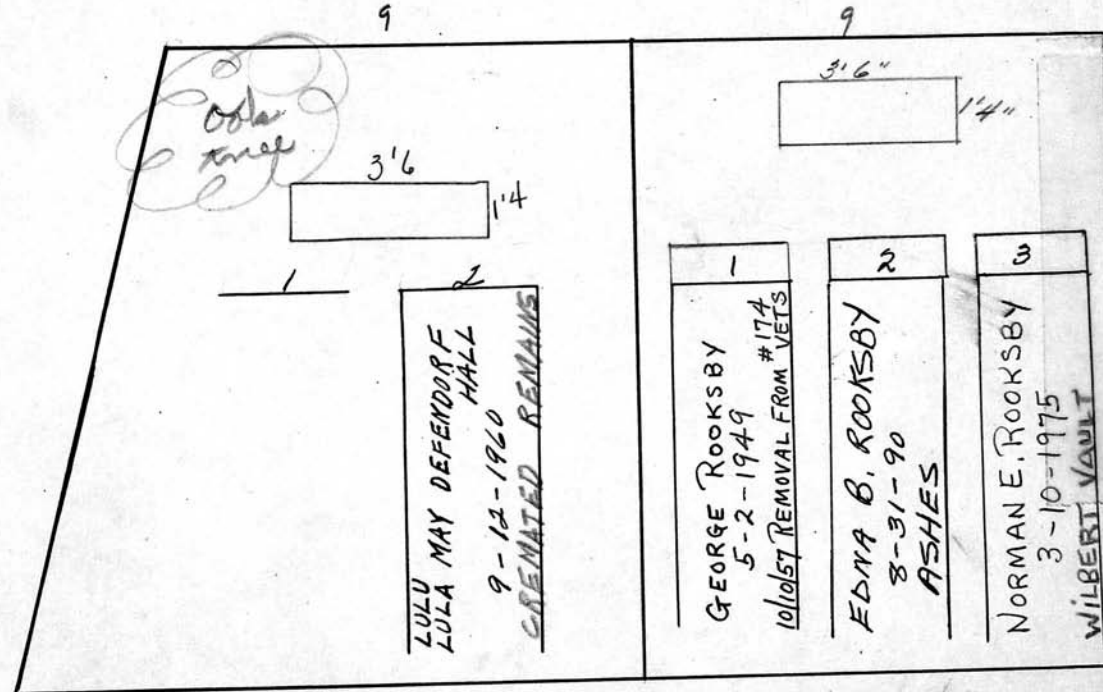 9
9
oak
tree
3'6
1'4
3'6"
1'4"
1
2
LULU
LULA MAY DEFENDORF
HALL
9-12-1960
CREMATED REMAINS
1
GEORGE ROOKSBY
5-2-1949
10/10/57 REMOVAL FROM #174
VETS
2
EDNA B. ROOKSBY
8-31-90
ASHES
3
NORMAN E. ROOKSBY
3-10-1975
WILBERT VAULT